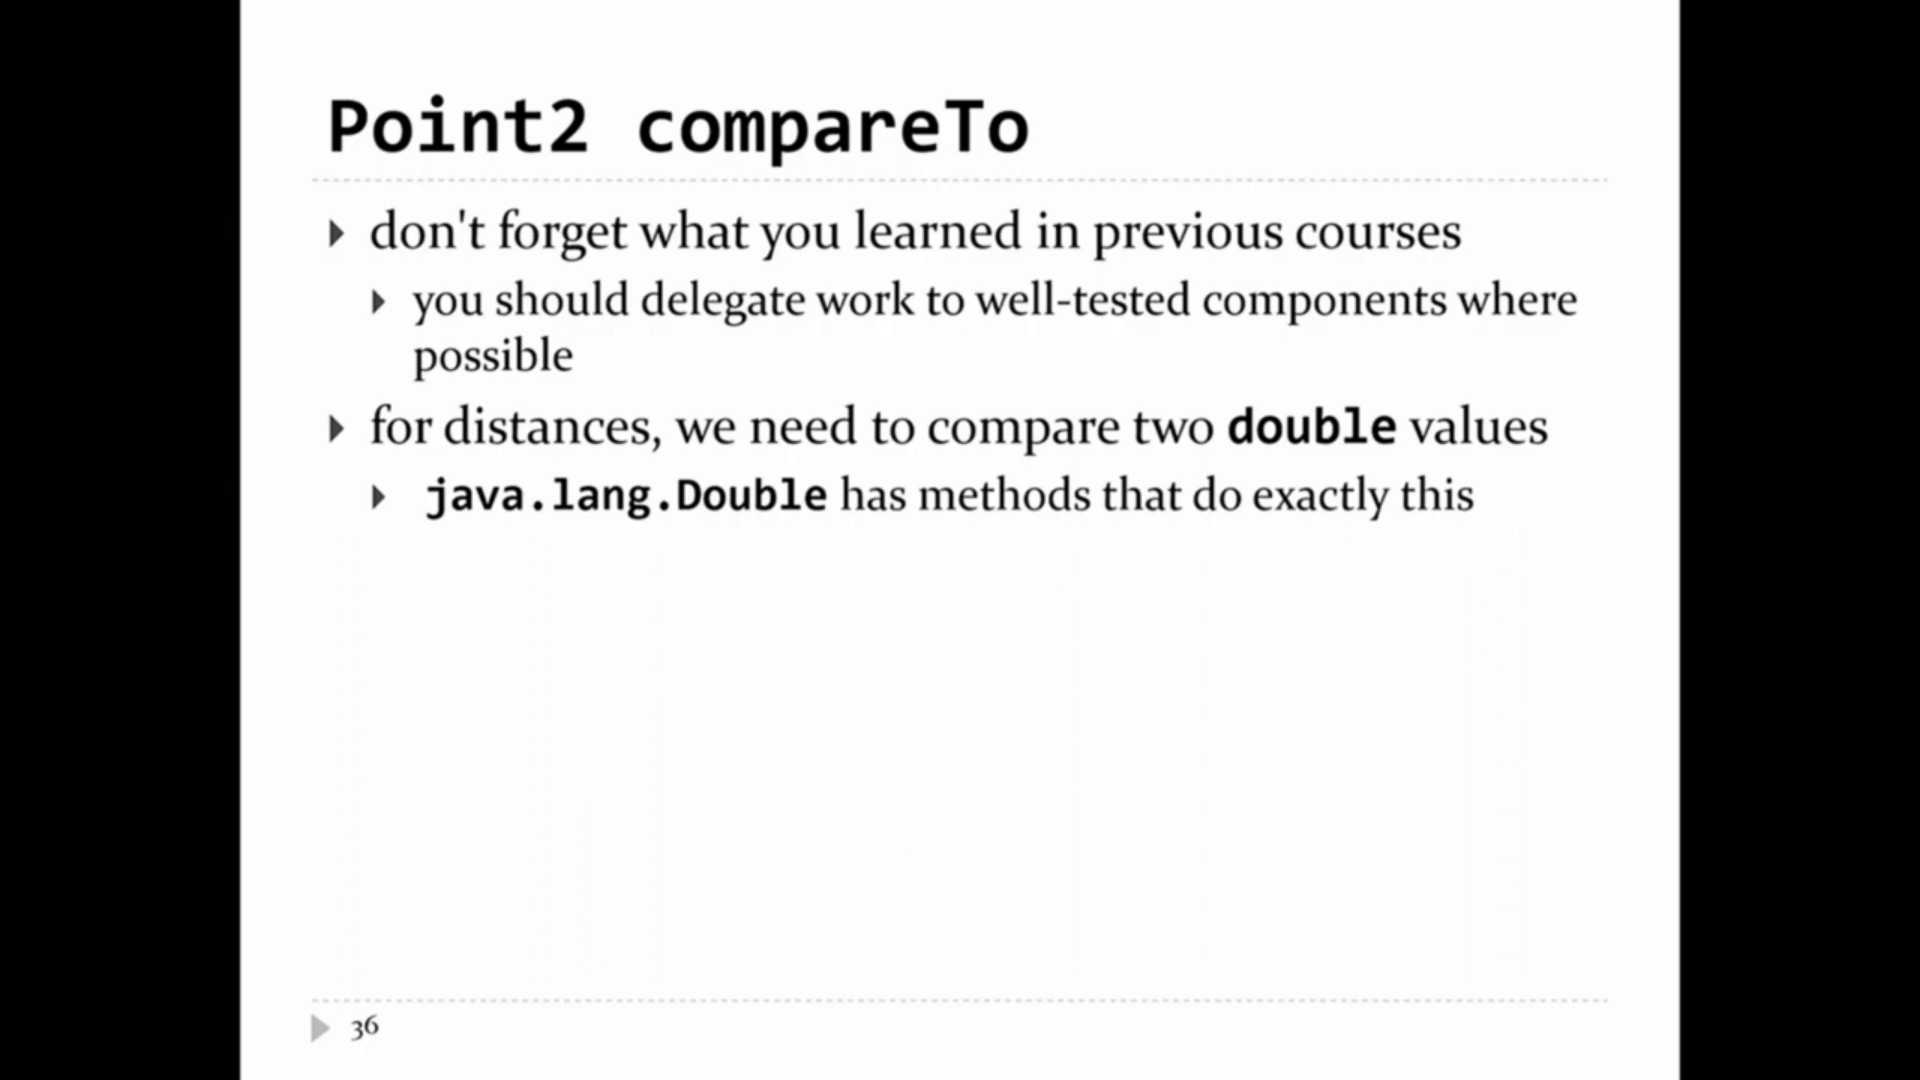 Point2 compareTo
don't forget what you learned in previous courses
you should delegate work to well-tested components where
possible
for distances, we need to compare two double values
java.lang.Double has methods that do exactly this
36